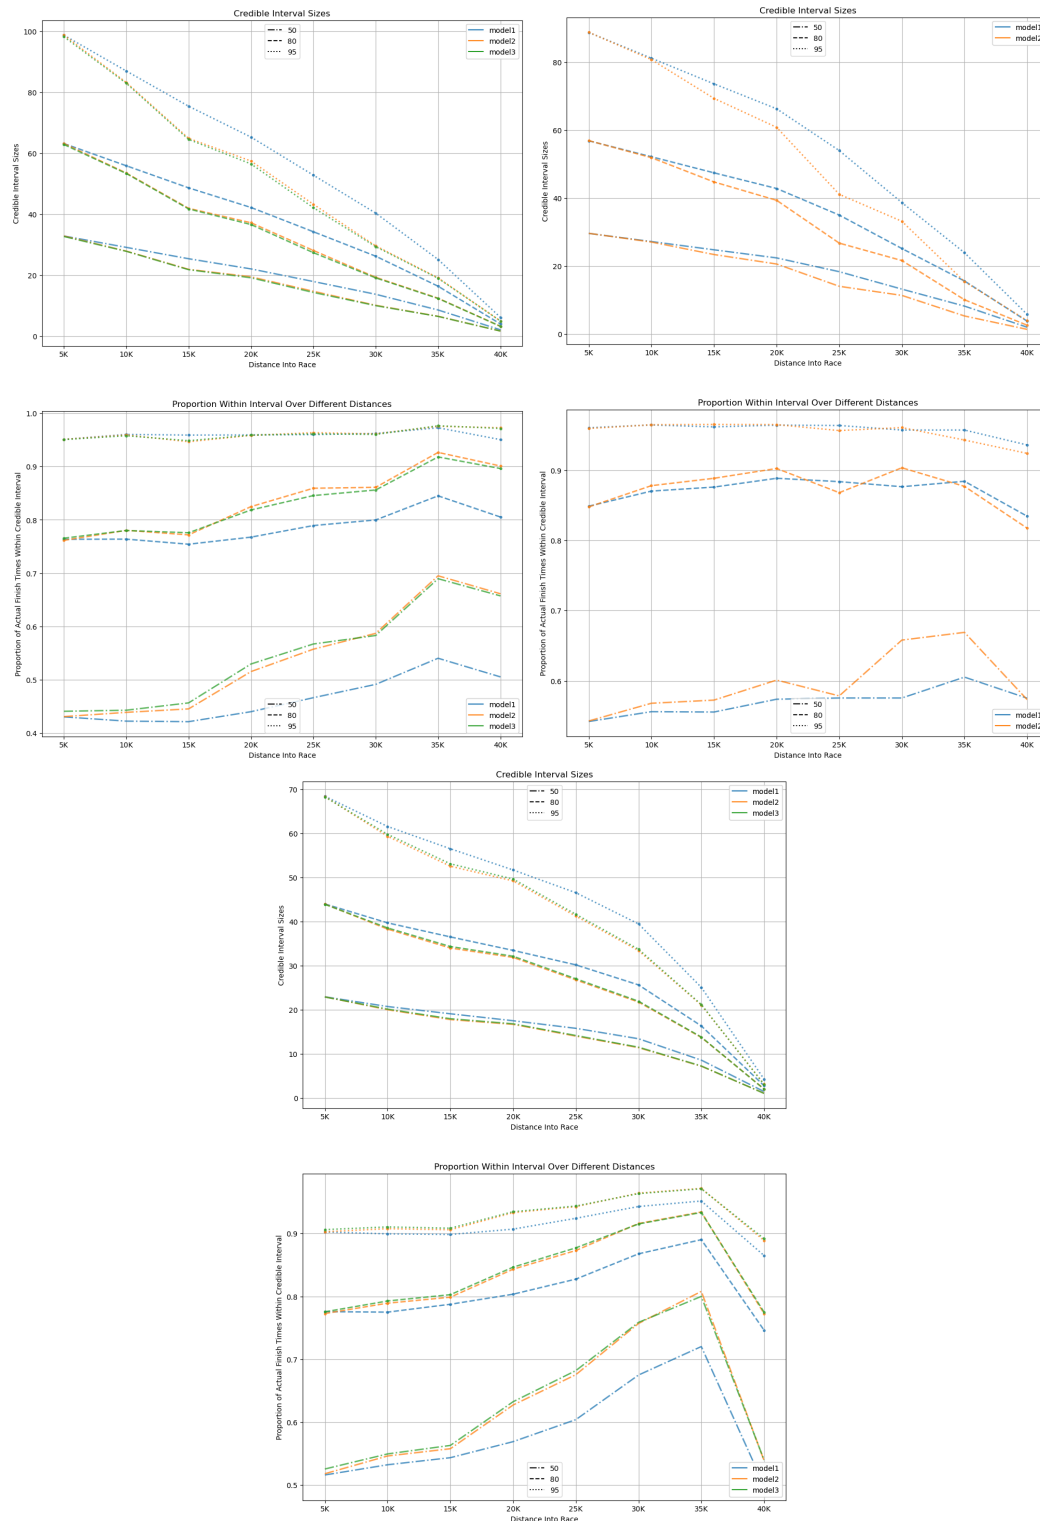 Credible Interval Sizes
50
80
95
model1
model2
model3
100
80
60
40
20
0
Credible Interval Sizes
5K 10K 15K 20K 25K 30K 35K 40K
Distance Into Race
Credible Interval Sizes
50
80
95
model1
model2
80
60
40
20
0
Credible Interval Sizes
5K 10K 15K 20K 25K 30K 35K 40K
Distance Into Race
Proportion Within Interval Over Different Distances
1.0
0.9
0.8
0.7
0.6
0.5
0.4
Proportion of Actual Finish Times Within Credible Interval
50
80
95
model1
model2
model3
5K 10K 15K 20K 25K 30K 35K 40K
Distance Into Race
Proportion Within Interval Over Different Distances
0.9
0.8
0.7
0.6
Proportion of Actual Finish Times Within Credible Interval
50
80
95
model1
model2
5K 10K 15K 20K 25K 30K 35K 40K
Distance Into Race
Credible Interval Sizes
50
80
95
model1
model2
model3
70
60
50
40
30
20
10
0
Credible Interval Sizes
5K 10K 15K 20K 25K 30K 35K 40K
Distance Into Race
Proportion Within Interval Over Different Distances
0.9
0.8
0.7
0.6
0.5
Proportion of Actual Finish Times Within Credible Interval
50
80
95
model1
model2
model3
5K 10K 15K 20K 25K 30K 35K 40K
Distance Into Race